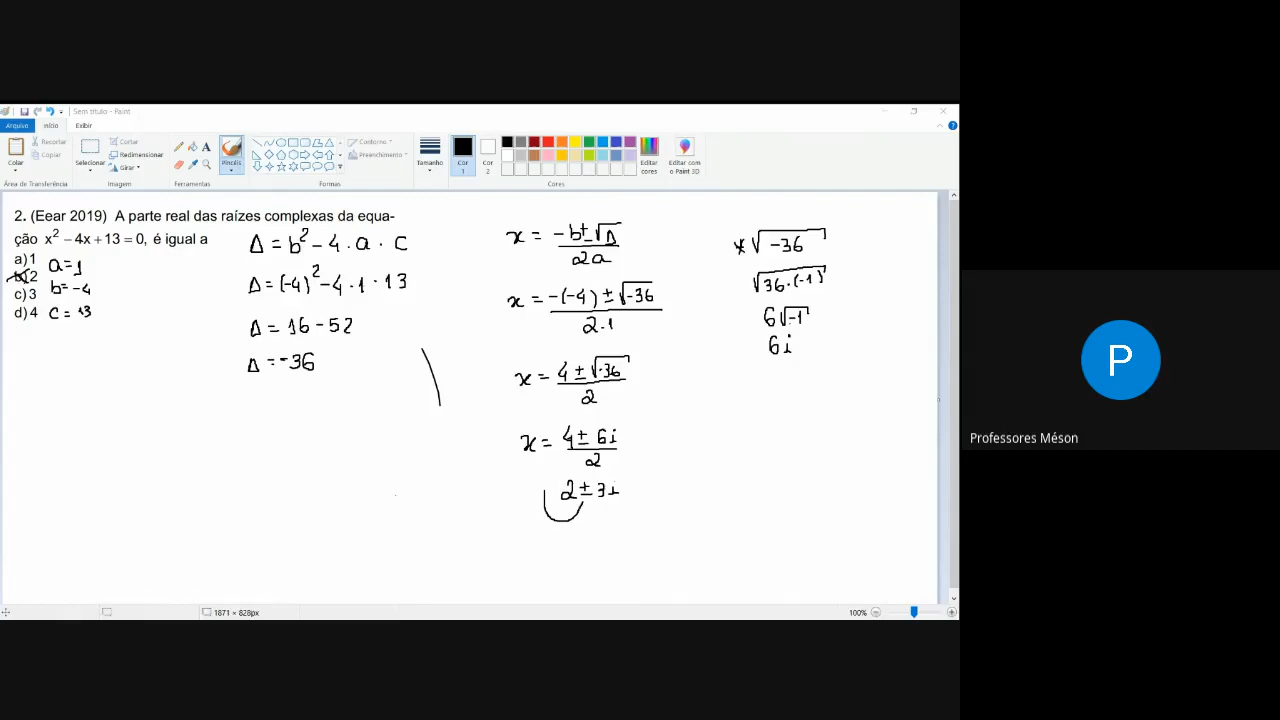 Sem título - Paint
Arquivo Início Exibir
Colar
Recortar
Copiar
Área de Transferência
Selecionar
Cortar
Redimensionar
Girar
Imagem
Ferramentas
Pincéis
Contorno
Preenchimento
Formas
Tamanho
Cor 1
Cor 2
Editar cores
Editar com o Paint 3D
Cores
2. (Eear 2019) A parte real das raízes complexas da equa-
ção x² − 4x + 13 = 0, é igual a
a) 1
b) 2
c) 3
d) 4
a = 1
b = -4
c = 13
Δ = b² − 4 · a · c
Δ = (-4)² − 4 · 1 · 13
Δ = 16 − 52
Δ = -36
x = -b ± √Δ / 2a
x = -(-4) ± √-36 / 2·1
x = 4 ± √-36 / 2
x = 4 ± 6i / 2
2 ± 3i
* √-36
√36·(-1)
6√-1
6i
1871 × 828px
100%
P
Professores Méson